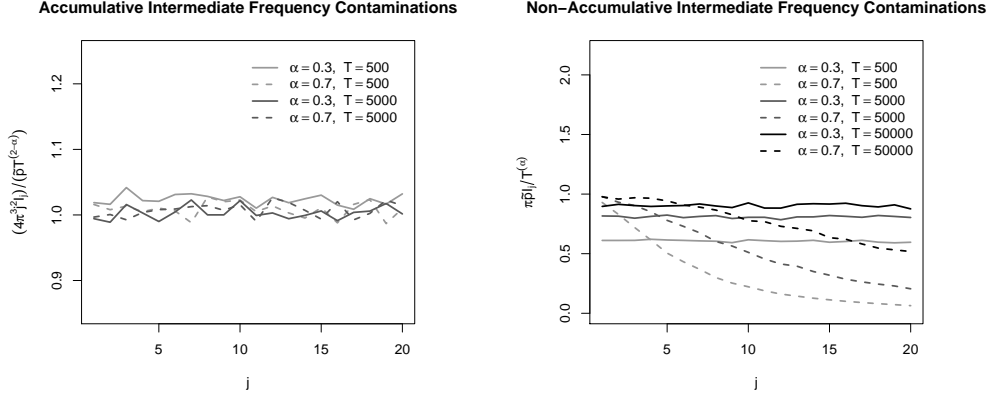 Accumulative Intermediate Frequency Contaminations
(4π³j²I_j)/(p̄T^(2−α))
1.2
1.1
1.0
0.9
α = 0.3, T = 500
α = 0.7, T = 500
α = 0.3, T = 5000
α = 0.7, T = 5000
5 10 15 20
j
Non−Accumulative Intermediate Frequency Contaminations
πp̄I_j/T^(α)
2.0
1.5
1.0
0.5
0.0
α = 0.3, T = 500
α = 0.7, T = 500
α = 0.3, T = 5000
α = 0.7, T = 5000
α = 0.3, T = 50000
α = 0.7, T = 50000
5 10 15 20
j